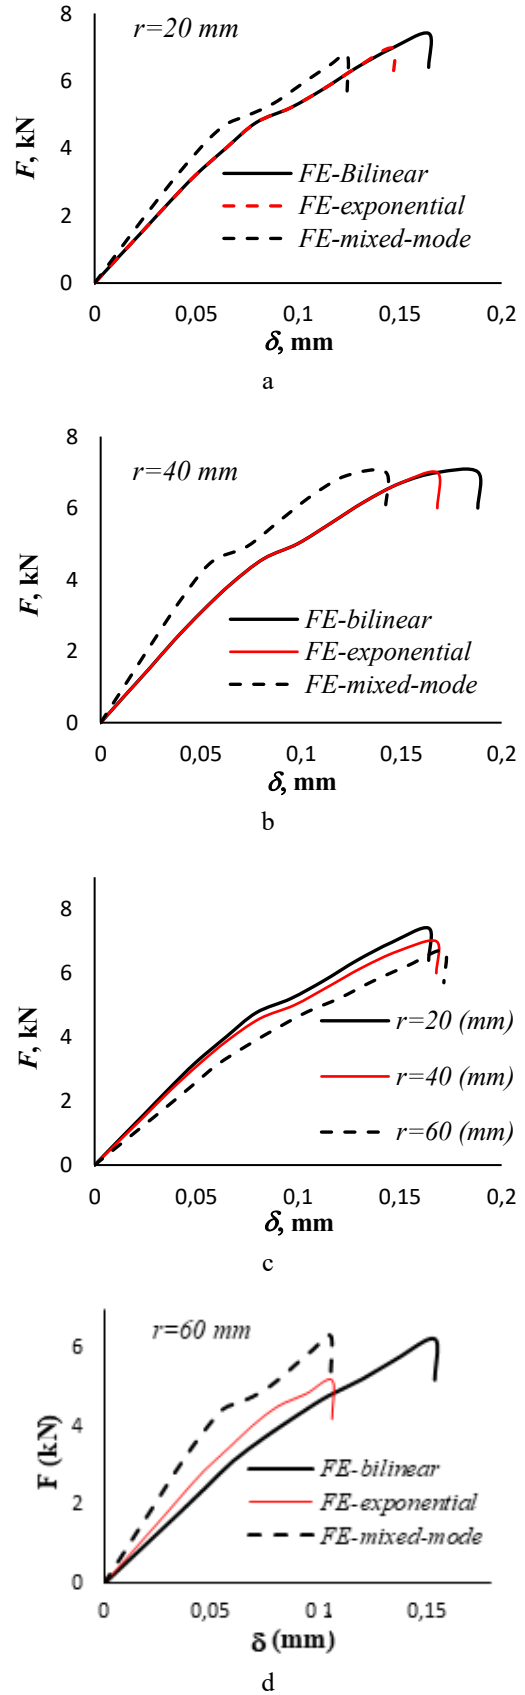 8
r=20 mm
6
F, kN
4
FE-Bilinear
2
FE-exponential
FE-mixed-mode
0
0 0,05 0,1 0,15 0,2
δ, mm
a
8
r=40 mm
6
F, kN
4
FE-bilinear
2
FE-exponential
FE-mixed-mode
0
0 0,05 0,1 0,15 0,2
δ, mm
b
8
6
F, kN
4
r=20 (mm)
2
r=40 (mm)
r=60 (mm)
0
0 0,05 0,1 0,15 0,2
δ, mm
c
r=60 mm
6
F (kN)
4
FE-bilinear
2
FE-exponential
FE-mixed-mode
0
0 0,05 0 1 0,15
δ (mm)
d